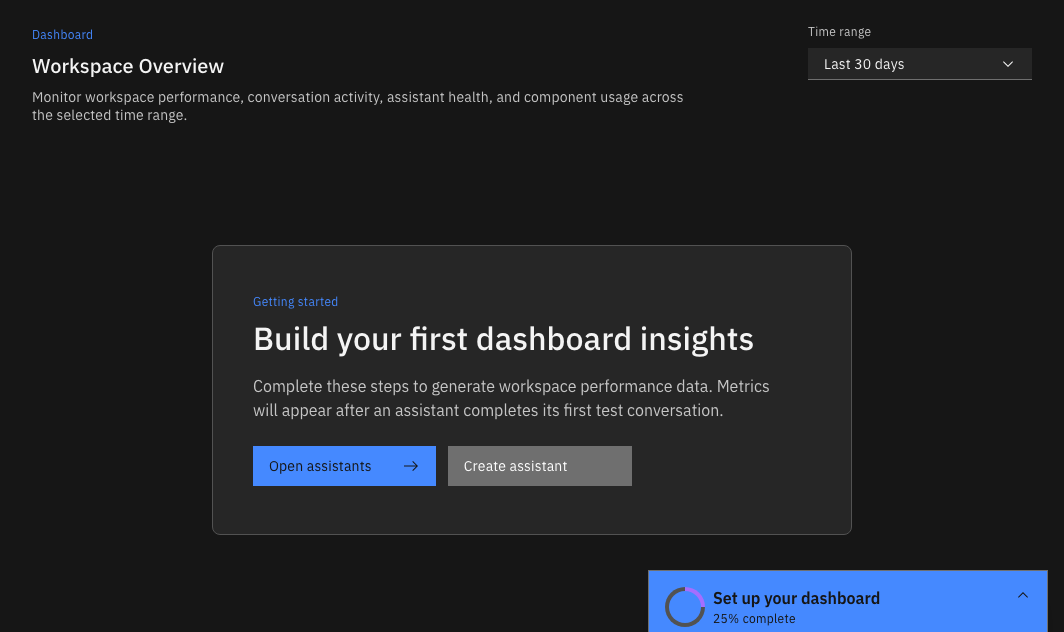 Dashboard
Workspace Overview
Monitor workspace performance, conversation activity, assistant health, and component usage across
the selected time range.
Time range
Last 30 days
Getting started
Build your first dashboard insights
Complete these steps to generate workspace performance data. Metrics
will appear after an assistant completes its first test conversation.
Open assistants
Create assistant
Set up your dashboard
25% complete